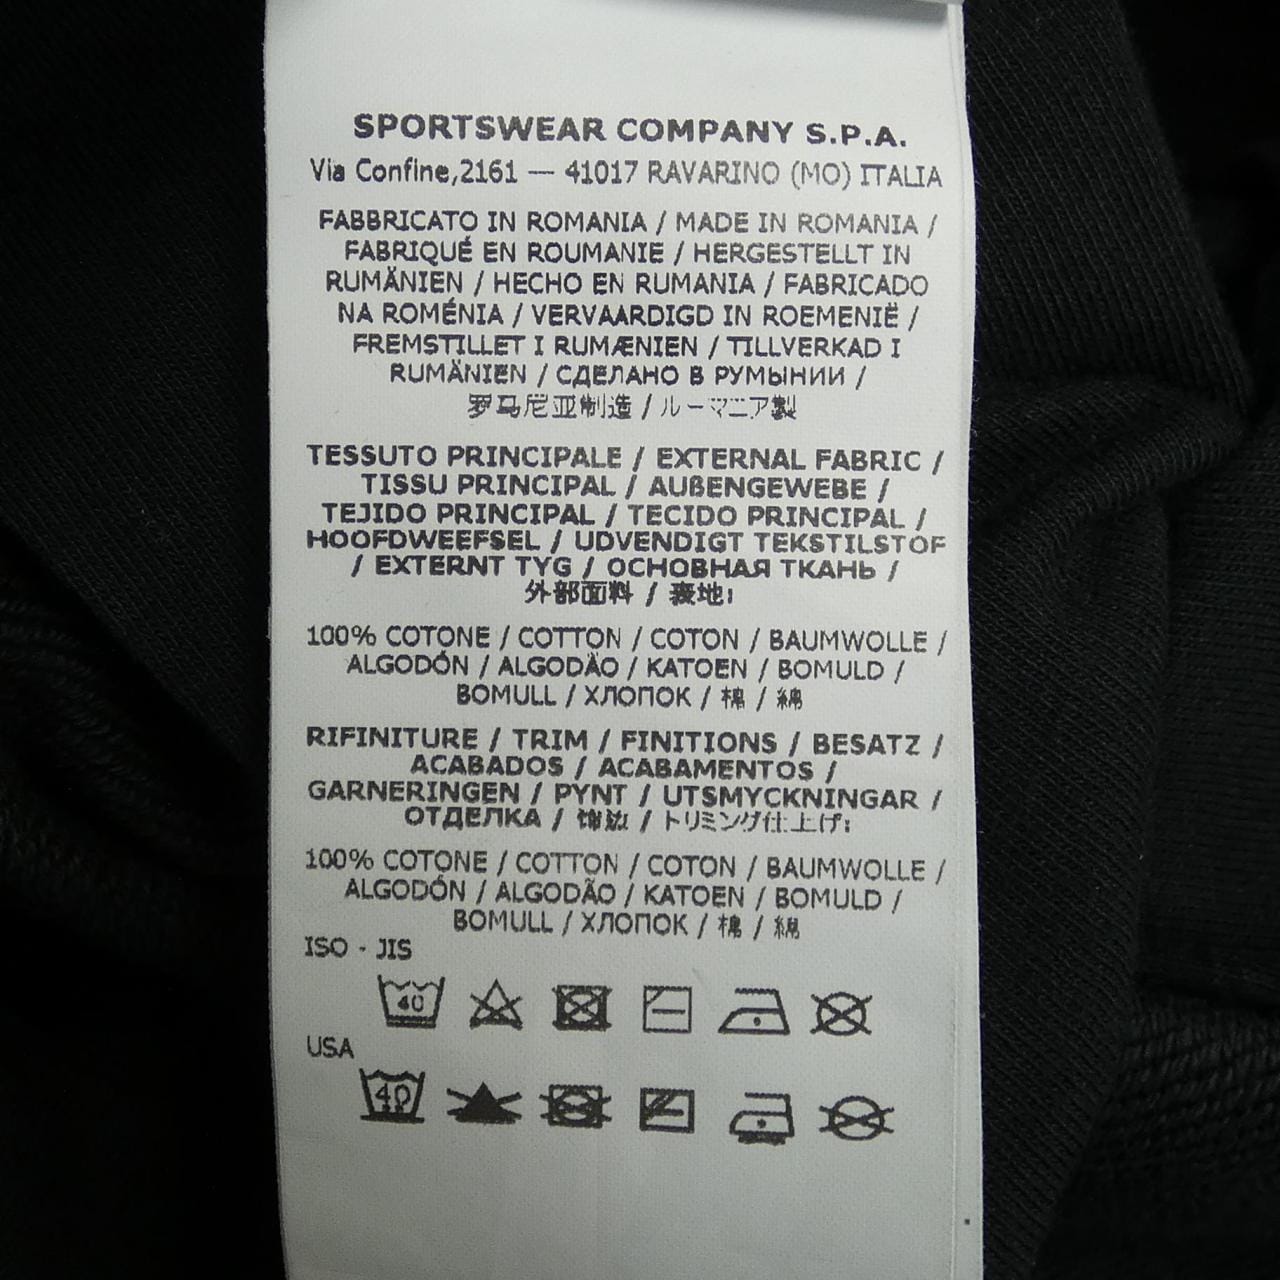 SPORTSWEAR COMPANY S.P.A.
Via Confine,2161 — 41017 RAVARINO (MO) ITALIA
FABBRICATO IN ROMANIA / MADE IN ROMANIA /
FABRIQUÉ EN ROUMANIE / HERGESTELLT IN
RUMÄNIEN / HECHO EN RUMANIA / FABRICADO
NA ROMÉNIA / VERVAARDIGD IN ROEMENIË /
FREMSTILLET I RUMÆNIEN / TILLVERKAD I
RUMÄNIEN / СДЕЛАНО В РУМЫНИИ /
罗马尼亚制造 / ルーマニア製
TESSUTO PRINCIPALE / EXTERNAL FABRIC /
TISSU PRINCIPAL / AUßENGEWEBE /
TEJIDO PRINCIPAL / TECIDO PRINCIPAL /
HOOFDWEEFSEL / UDVENDIGT TEKSTILSTOF
/ EXTERNT TYG / ОСНОВНАЯ ТКАНЬ /
外部面料 / 表地:
100% COTONE / COTTON / COTON / BAUMWOLLE /
ALGODÓN / ALGODÃO / KATOEN / BOMULD /
BOMULL / ХЛОПОК / 棉 / 綿
RIFINITURE / TRIM / FINITIONS / BESATZ /
ACABADOS / ACABAMENTOS /
GARNERINGEN / PYNT / UTSMYCKNINGAR /
ОТДЕЛКА / 饰边 / トリミング仕上げ:
100% COTONE / COTTON / COTON / BAUMWOLLE /
ALGODÓN / ALGODÃO / KATOEN / BOMULD /
BOMULL / ХЛОПОК / 棉 / 綿
ISO - JIS
40
USA
40